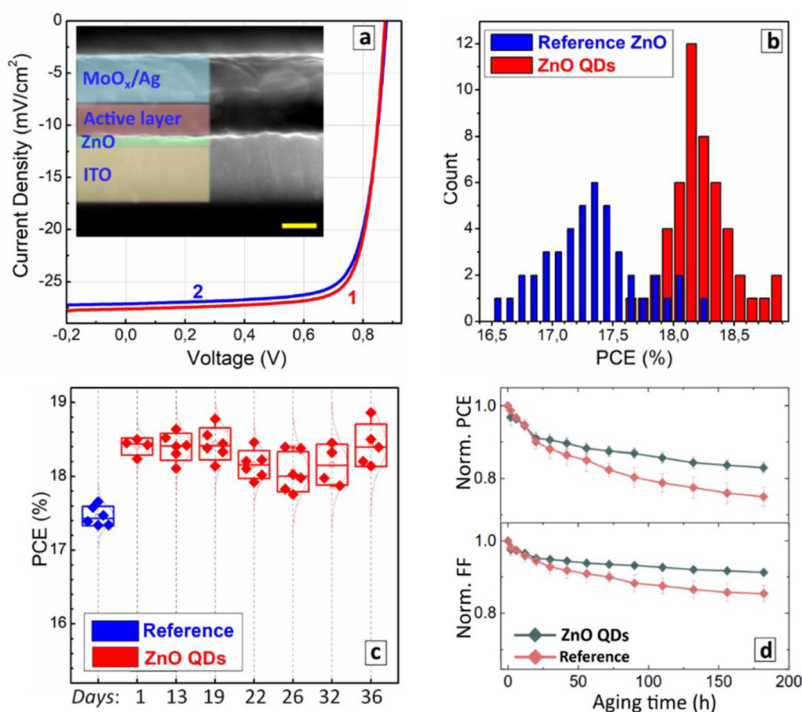 a
MoOx/Ag
Active layer
ZnO
ITO
2
1
0
-5
-10
-15
-20
-25
-0,2 0,0 0,2 0,4 0,6 0,8
Voltage (V)
Current Density (mV/cm²)
b
Reference ZnO
ZnO QDs
12
10
8
6
4
2
0
16,5 17,0 17,5 18,0 18,5
PCE (%)
Count
19
18
17
16
PCE (%)
Reference
ZnO QDs
c
Days: 1 13 19 22 26 32 36
1.0
0.8
Norm. PCE
1.0
0.8
Norm. FF
ZnO QDs
Reference
d
0 50 100 150 200
Aging time (h)